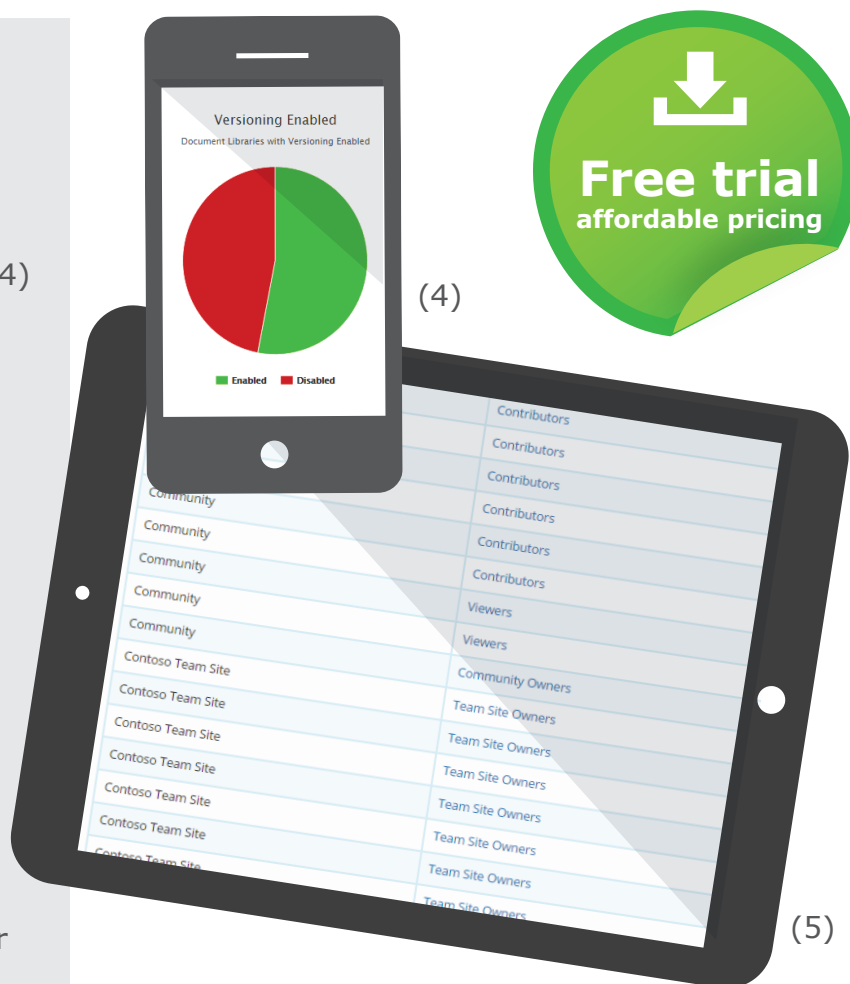 Versioning Enabled
Document Libraries with Versioning Enabled
Enabled Disabled
Free trial
affordable pricing
4)
(4)
Contributors
Contributors
Contributors
Contributors
Community Contributors
Community Contributors
Community Viewers
Community Viewers
Community Community Owners
Contoso Team Site Team Site Owners
Contoso Team Site Team Site Owners
Contoso Team Site Team Site Owners
Contoso Team Site Team Site Owners
Contoso Team Site Team Site Owners
Contoso Team Site Team Site Owners
Contoso Team Site Team Site Owners
(5)
r